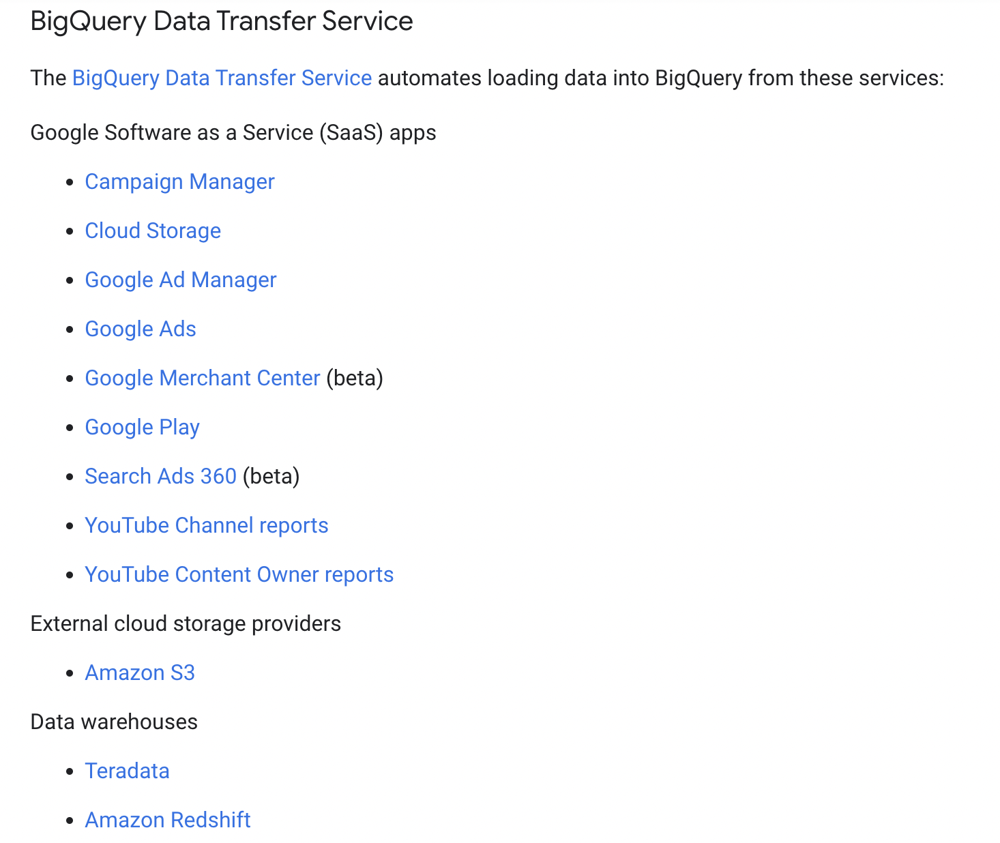 BigQuery Data Transfer Service
The BigQuery Data Transfer Service automates loading data into BigQuery from these services:
Google Software as a Service (SaaS) apps
• Campaign Manager
• Cloud Storage
• Google Ad Manager
• Google Ads
• Google Merchant Center (beta)
• Google Play
• Search Ads 360 (beta)
• YouTube Channel reports
• YouTube Content Owner reports
External cloud storage providers
• Amazon S3
Data warehouses
• Teradata
• Amazon Redshift